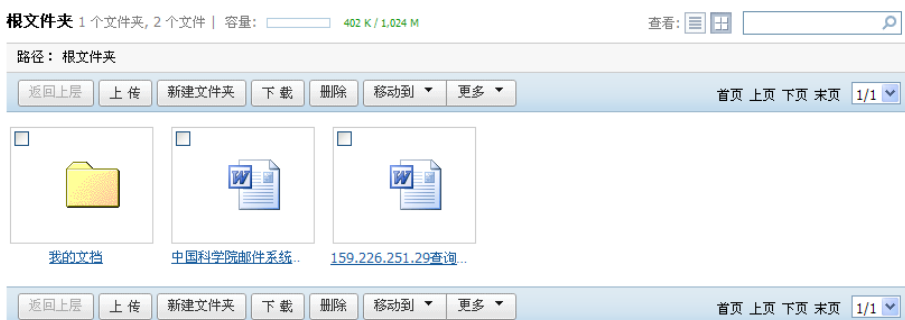 根文件夹 1 个文件夹, 2 个文件 | 容量: 402 K / 1,024 M 查看:
路径： 根文件夹
返回上层 上 传 新建文件夹 下 载 删除 移动到 更多 首页 上页 下页 末页 1/1
我的文档 中国科学院邮件系统... 159.226.251.29查询...
返回上层 上 传 新建文件夹 下 载 删除 移动到 更多 首页 上页 下页 末页 1/1